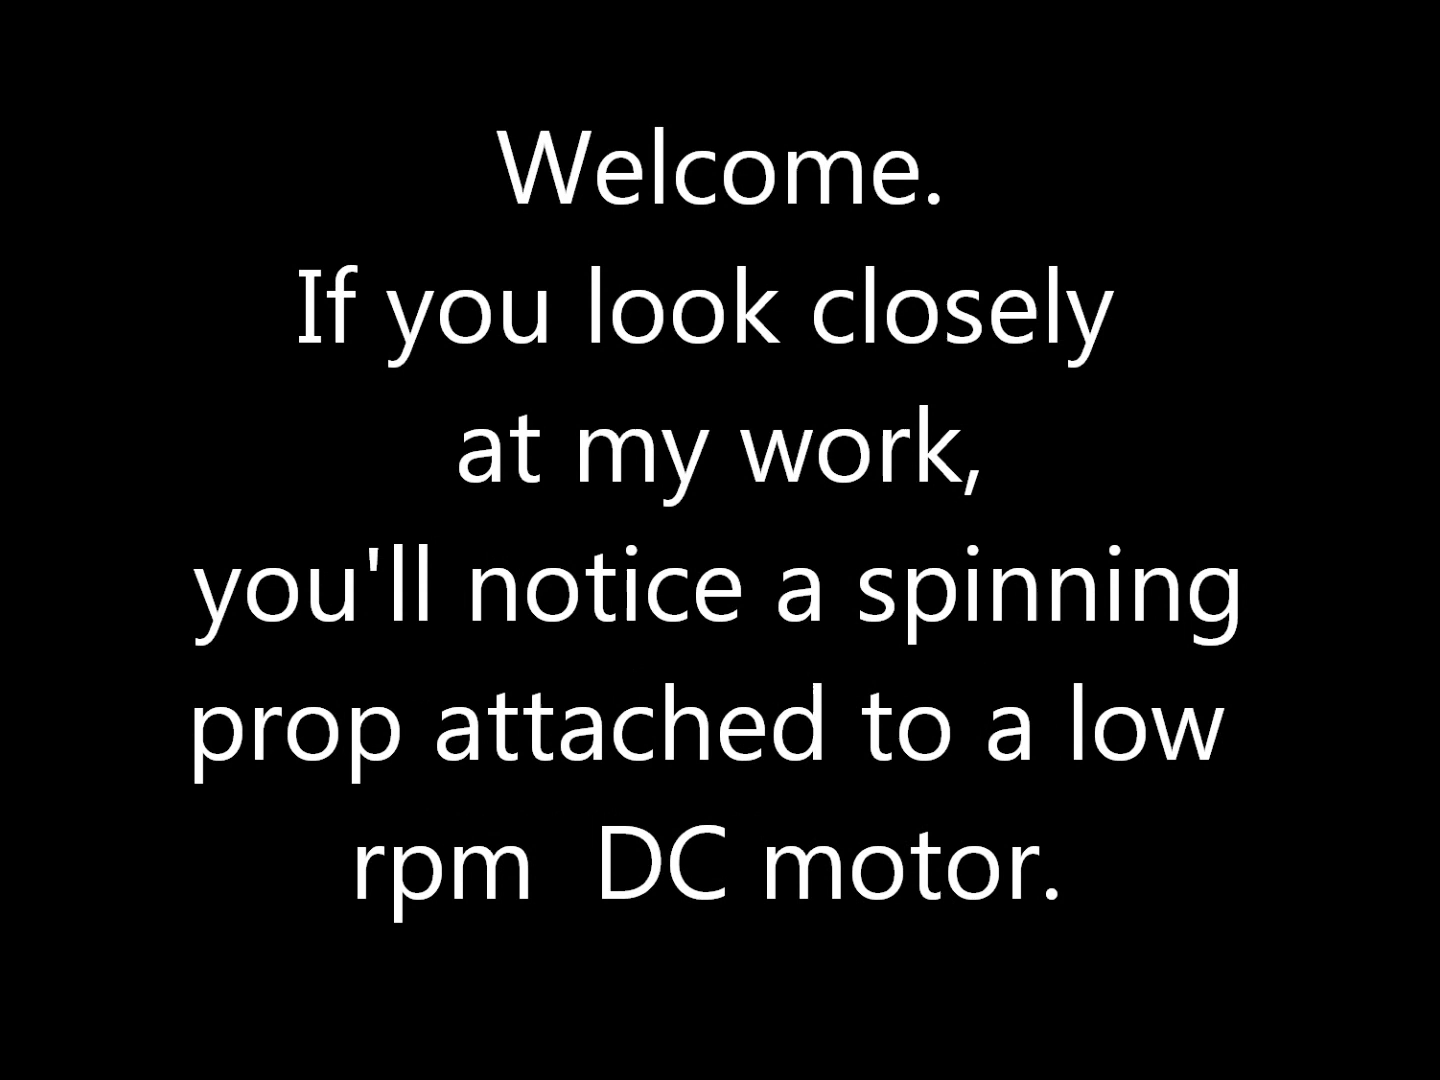 Welcome.
If you look closely
at my work,
you'll notice a spinning
prop attached to a low
rpm  DC motor.